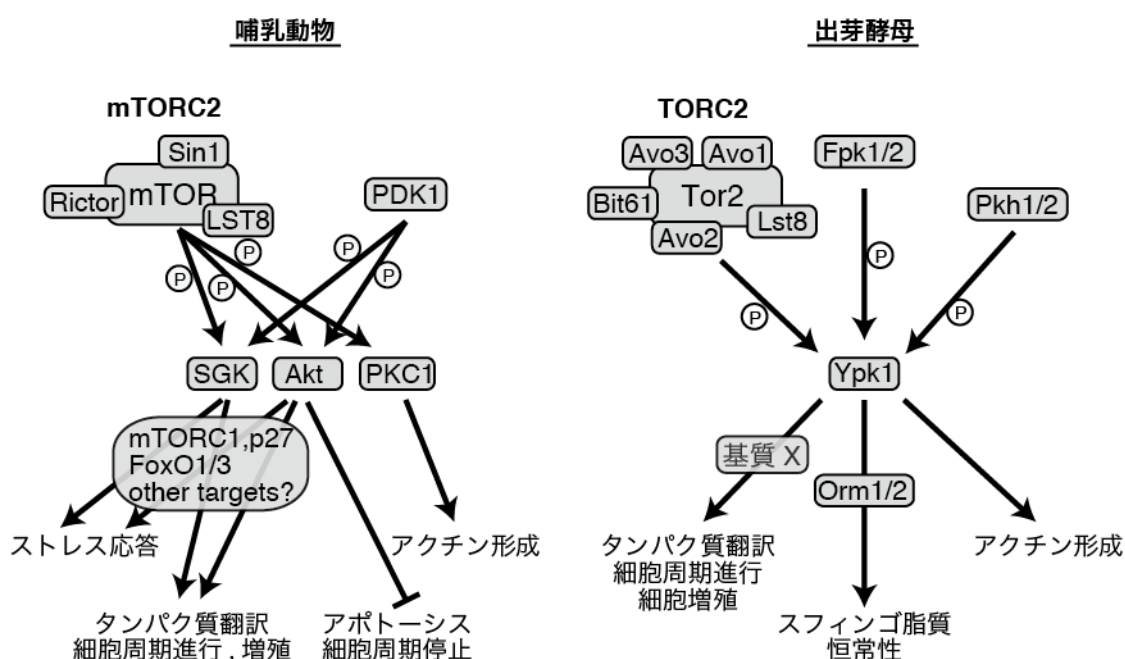 哺乳動物
mTORC2
Sin1
mTOR
Rictor
LST8
PDK1
P
P
P
P
P
SGK
Akt
PKC1
mTORC1,p27
FoxO1/3
other targets?
ストレス応答
アクチン形成
タンパク質翻訳
細胞周期進行 , 増殖
アポトーシス
細胞周期停止
出芽酵母
TORC2
Avo3
Avo1
Fpk1/2
Tor2
Bit61
Lst8
Avo2
Pkh1/2
P
P
P
Ypk1
基質 X
Orm1/2
タンパク質翻訳
細胞周期進行
細胞増殖
アクチン形成
スフィンゴ脂質
恒常性